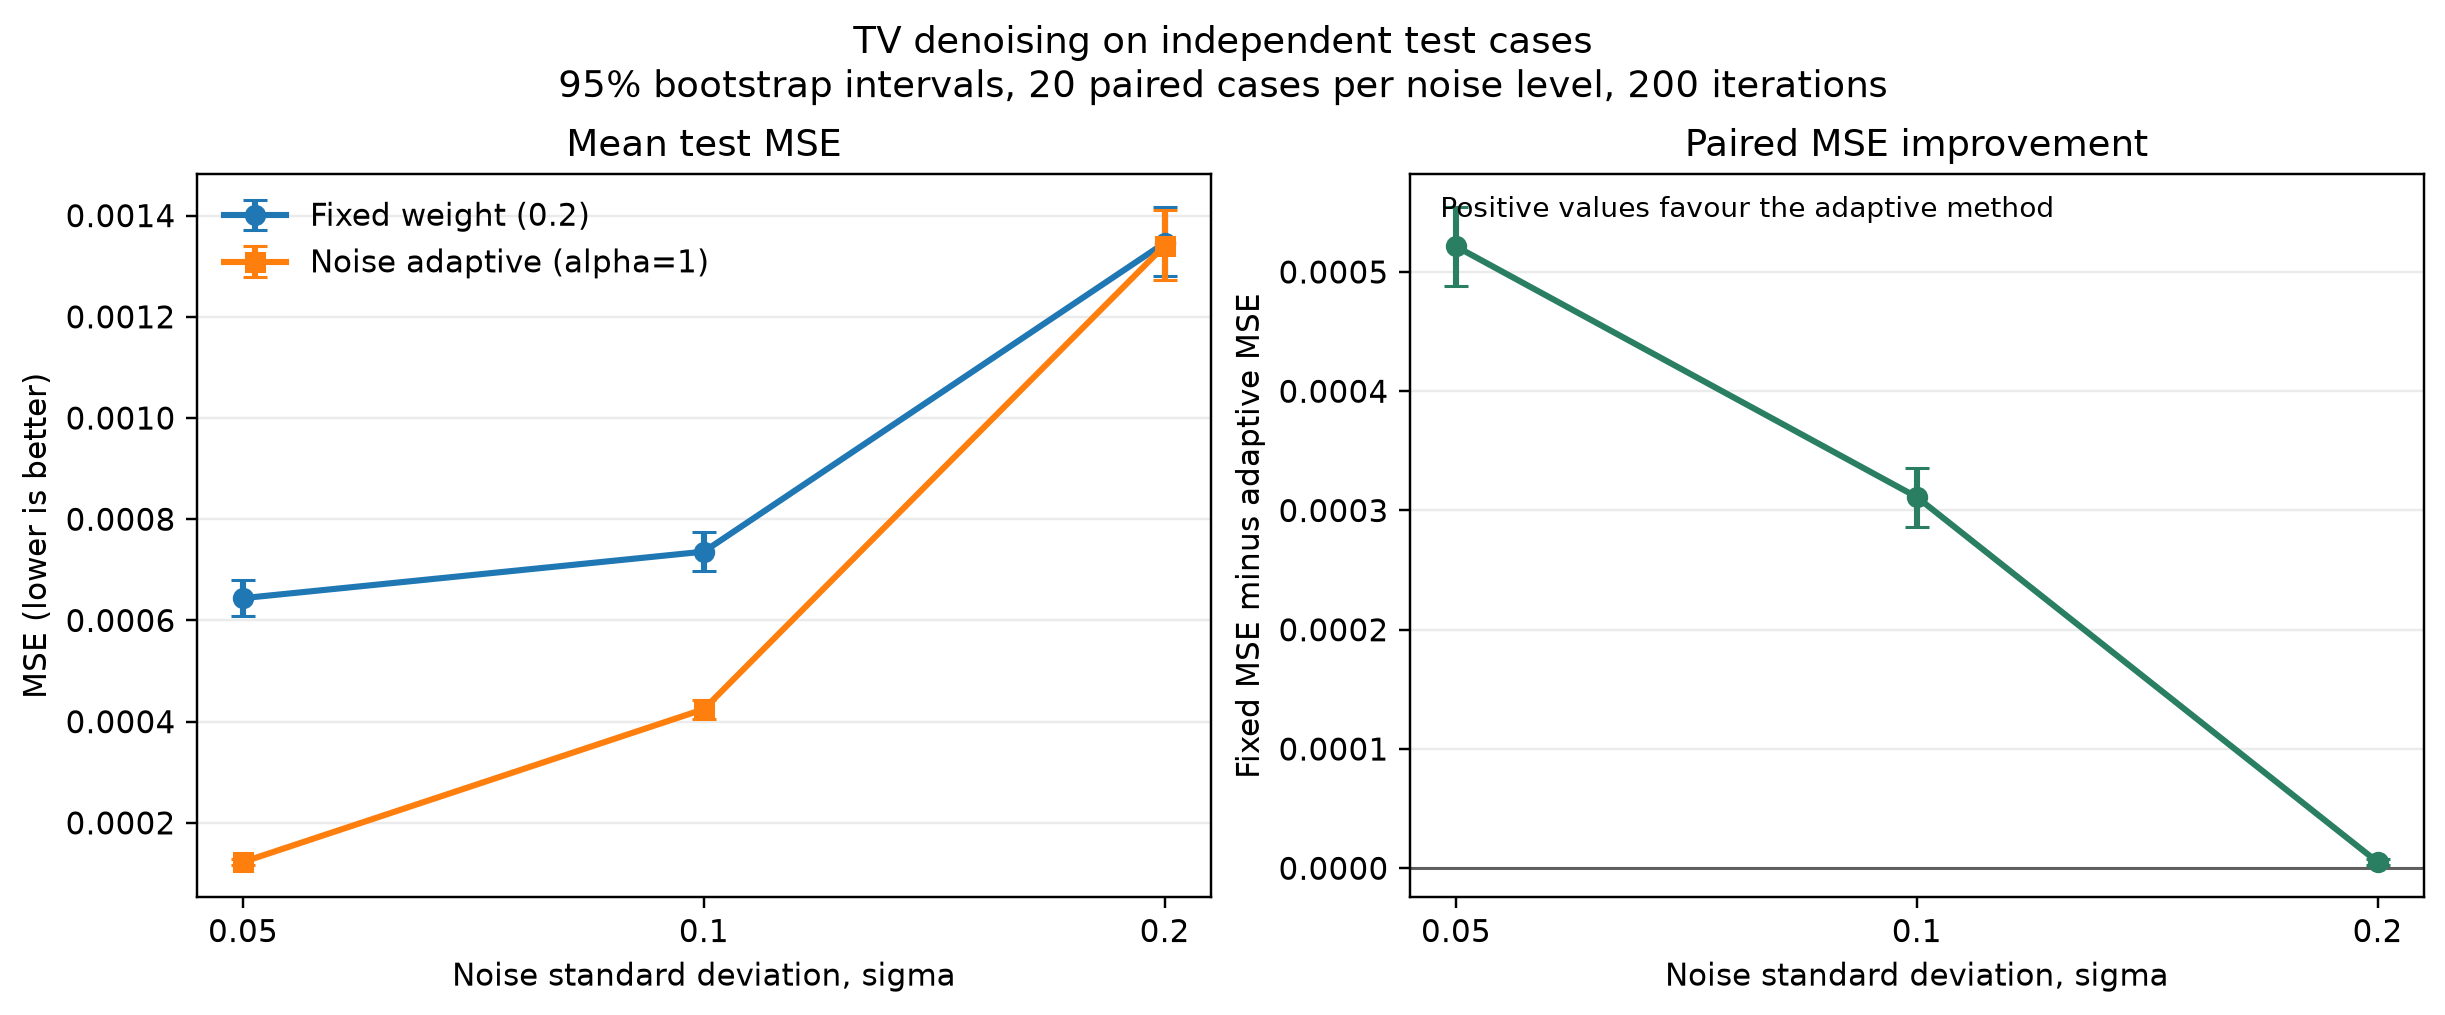 TV denoising on independent test cases
95% bootstrap intervals, 20 paired cases per noise level, 200 iterations
Mean test MSE
Fixed weight (0.2)
Noise adaptive (alpha=1)
MSE (lower is better)
0.0014
0.0012
0.0010
0.0008
0.0006
0.0004
0.0002
0.05
0.1
0.2
Noise standard deviation, sigma
Paired MSE improvement
Positive values favour the adaptive method
Fixed MSE minus adaptive MSE
0.0005
0.0004
0.0003
0.0002
0.0001
0.0000
0.05
0.1
0.2
Noise standard deviation, sigma